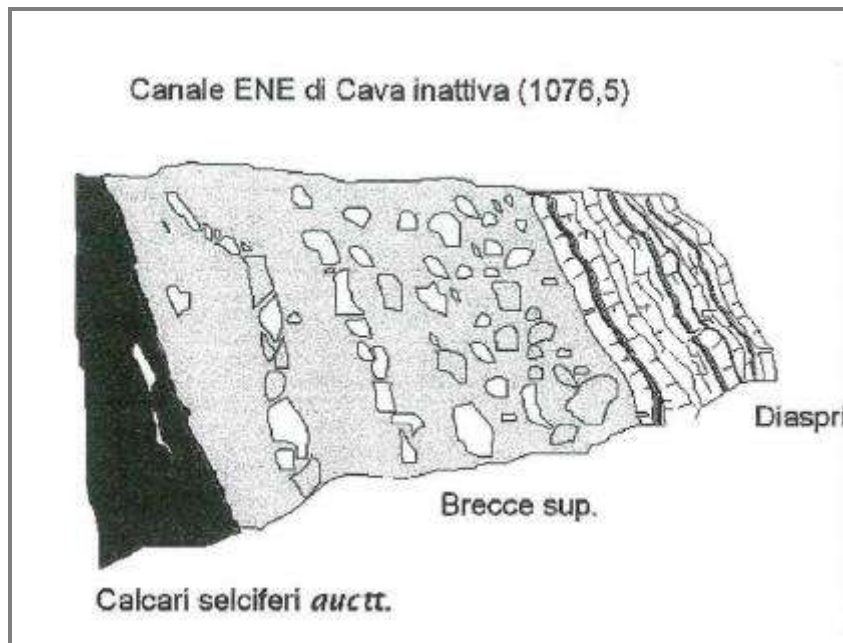 Canale ENE di Cava inattiva (1076,5)
Diaspri
Brecce sup.
Calcari selciferi auctt.